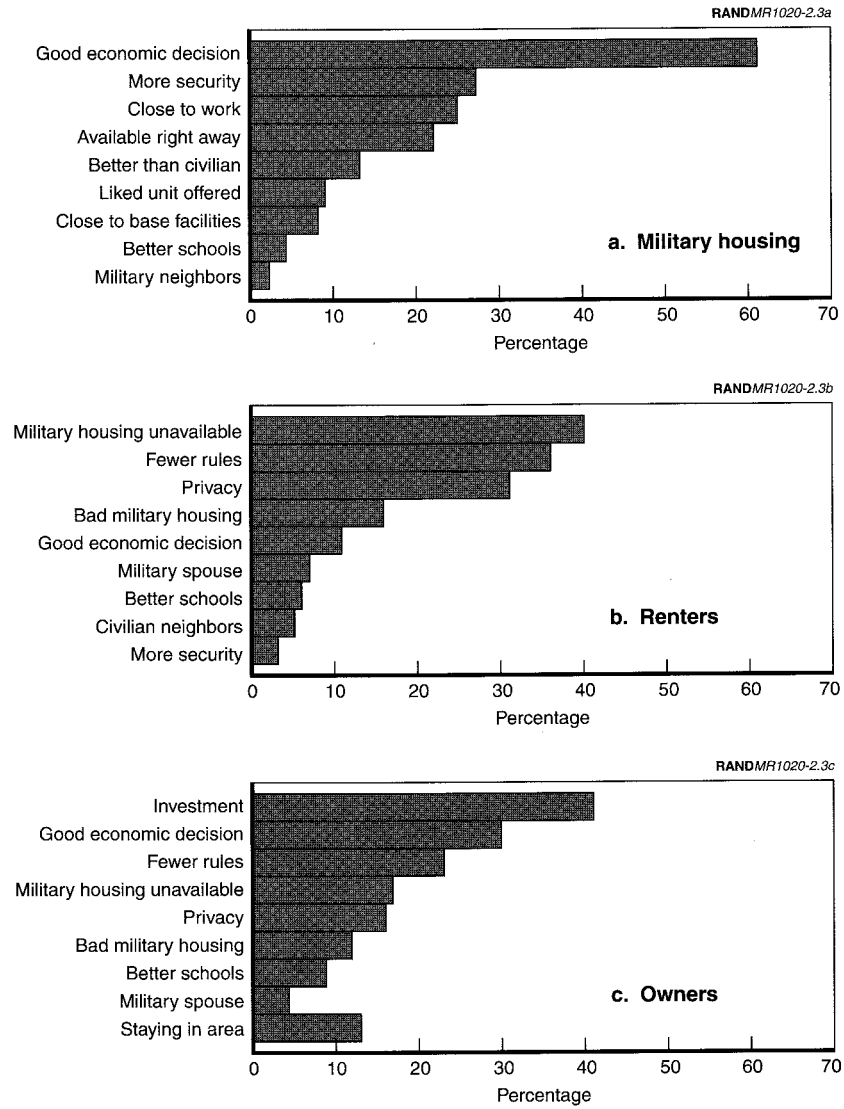 RANDMR1020-2.3a
Good economic decision
More security
Close to work
Available right away
Better than civilian
Liked unit offered
Close to base facilities
Better schools
Military neighbors
a. Military housing
0 10 20 30 40 50 60 70
Percentage
RANDMR1020-2.3b
Military housing unavailable
Fewer rules
Privacy
Bad military housing
Good economic decision
Military spouse
Better schools
Civilian neighbors
More security
b. Renters
0 10 20 30 40 50 60 70
Percentage
RANDMR1020-2.3c
Investment
Good economic decision
Fewer rules
Military housing unavailable
Privacy
Bad military housing
Better schools
Military spouse
Staying in area
c. Owners
0 10 20 30 40 50 60 70
Percentage